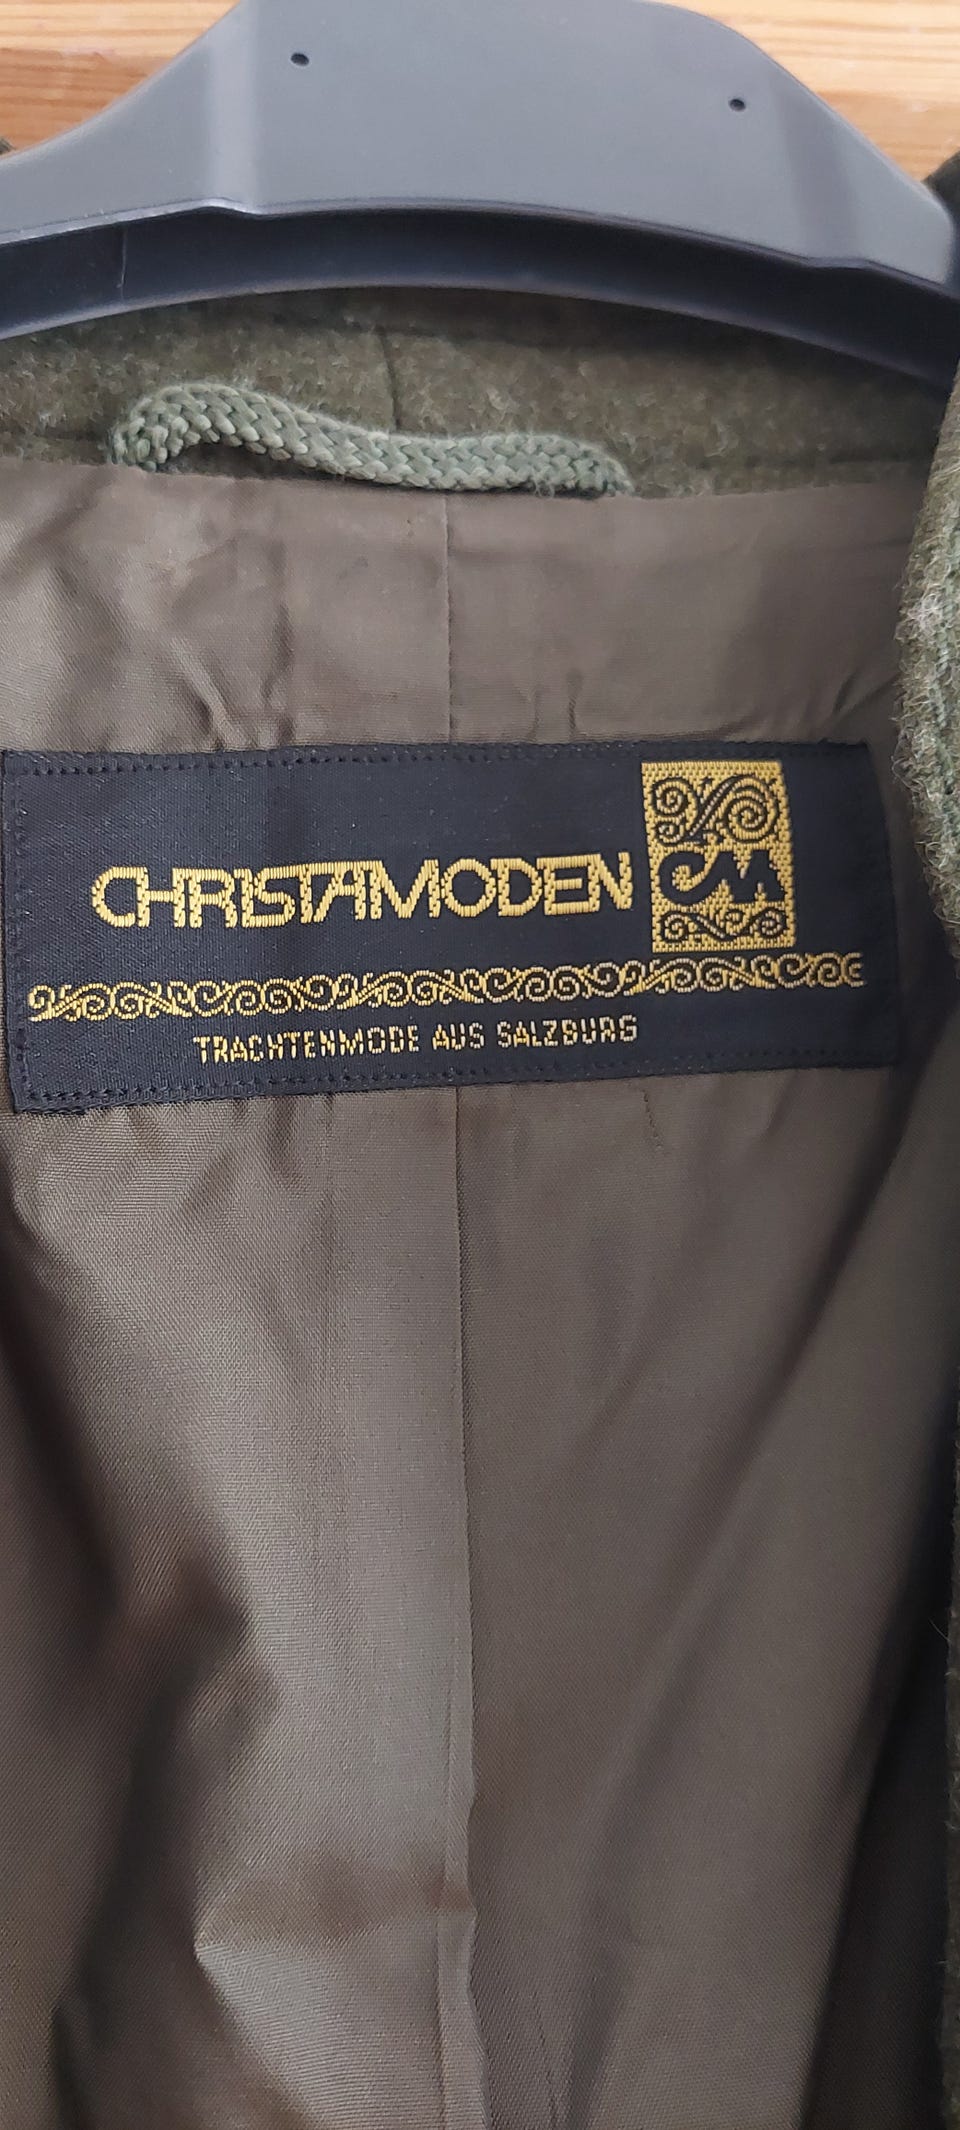 CHRISTAMODEN
CM
TRACHTENMODE AUS SALZBURG